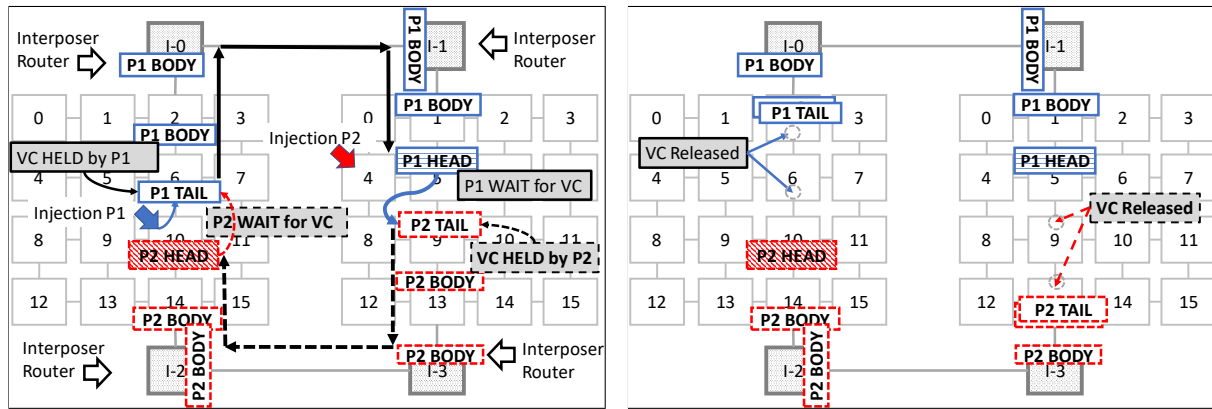 Interposer
Router
I-0
P1 BODY
P1 BODY
I-1
Interposer
Router
0 1 2 3
P1 BODY
P1 BODY
0 1 2 3
Injection P2
VC HELD by P1
4 5 6 7
P1 TAIL
P1 HEAD
4 5 6 7
P1 WAIT for VC
Injection P1
P2 WAIT for VC
8 9 10 11
P2 HEAD
P2 TAIL
8 9 10 11
VC HELD by P2
P2 BODY
12 13 14 15
12 13 14 15
P2 BODY
P2 BODY
Interposer
Router
I-2
P2 BODY
I-3
Interposer
Router
I-0
P1 BODY
P1 BODY
I-1
P1 BODY
0 1 3
P1 TAIL
0 1 2 3
VC Released
4 5 6 7
P1 HEAD
4 5 6 7
VC Released
8 9 10 11
P2 HEAD
8 9 10 11
12 13 14 15
12 14 15
P2 TAIL
P2 BODY
P2 BODY
I-2
P2 BODY
I-3